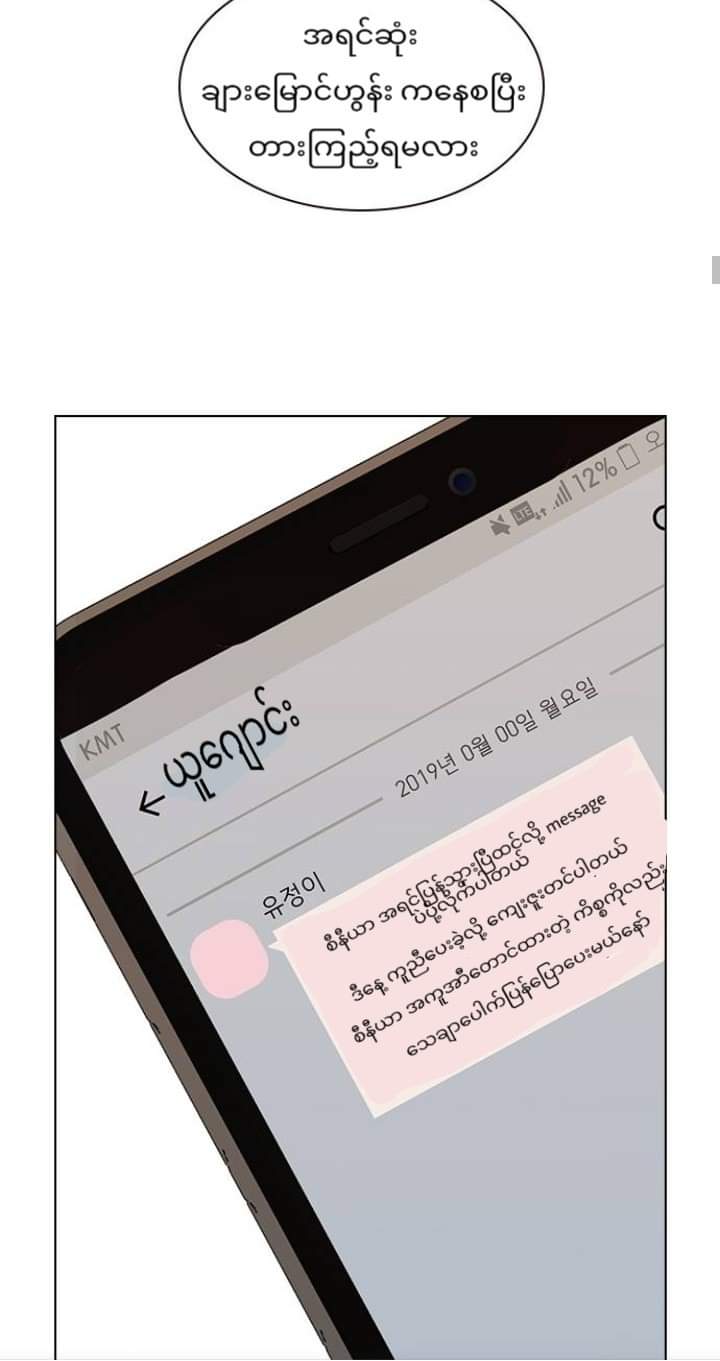 အရင်ဆုံး
ချားမြောင်ဟွန်း ကနေစပြီး
တားကြည့်ရမလား
KMT
LTE 12% 오
← ယူဂျောင်း
2019년 0월 00일 월요일
유정이
စီနီယာ အရင်ပြန်သွားပြီထင်လို့ message
ပဲပို့လိုက်ပါတယ်
ဒီနေ့ ကူညီပေးခဲ့လို့ ကျေးဇူးတင်ပါတယ်
စီနီယာ အကူအီတောင်ထားတဲ့ ကိစ္စကိုလည်း
သေချာပေါက်ပြန်ပြောပေးမယ်နော်